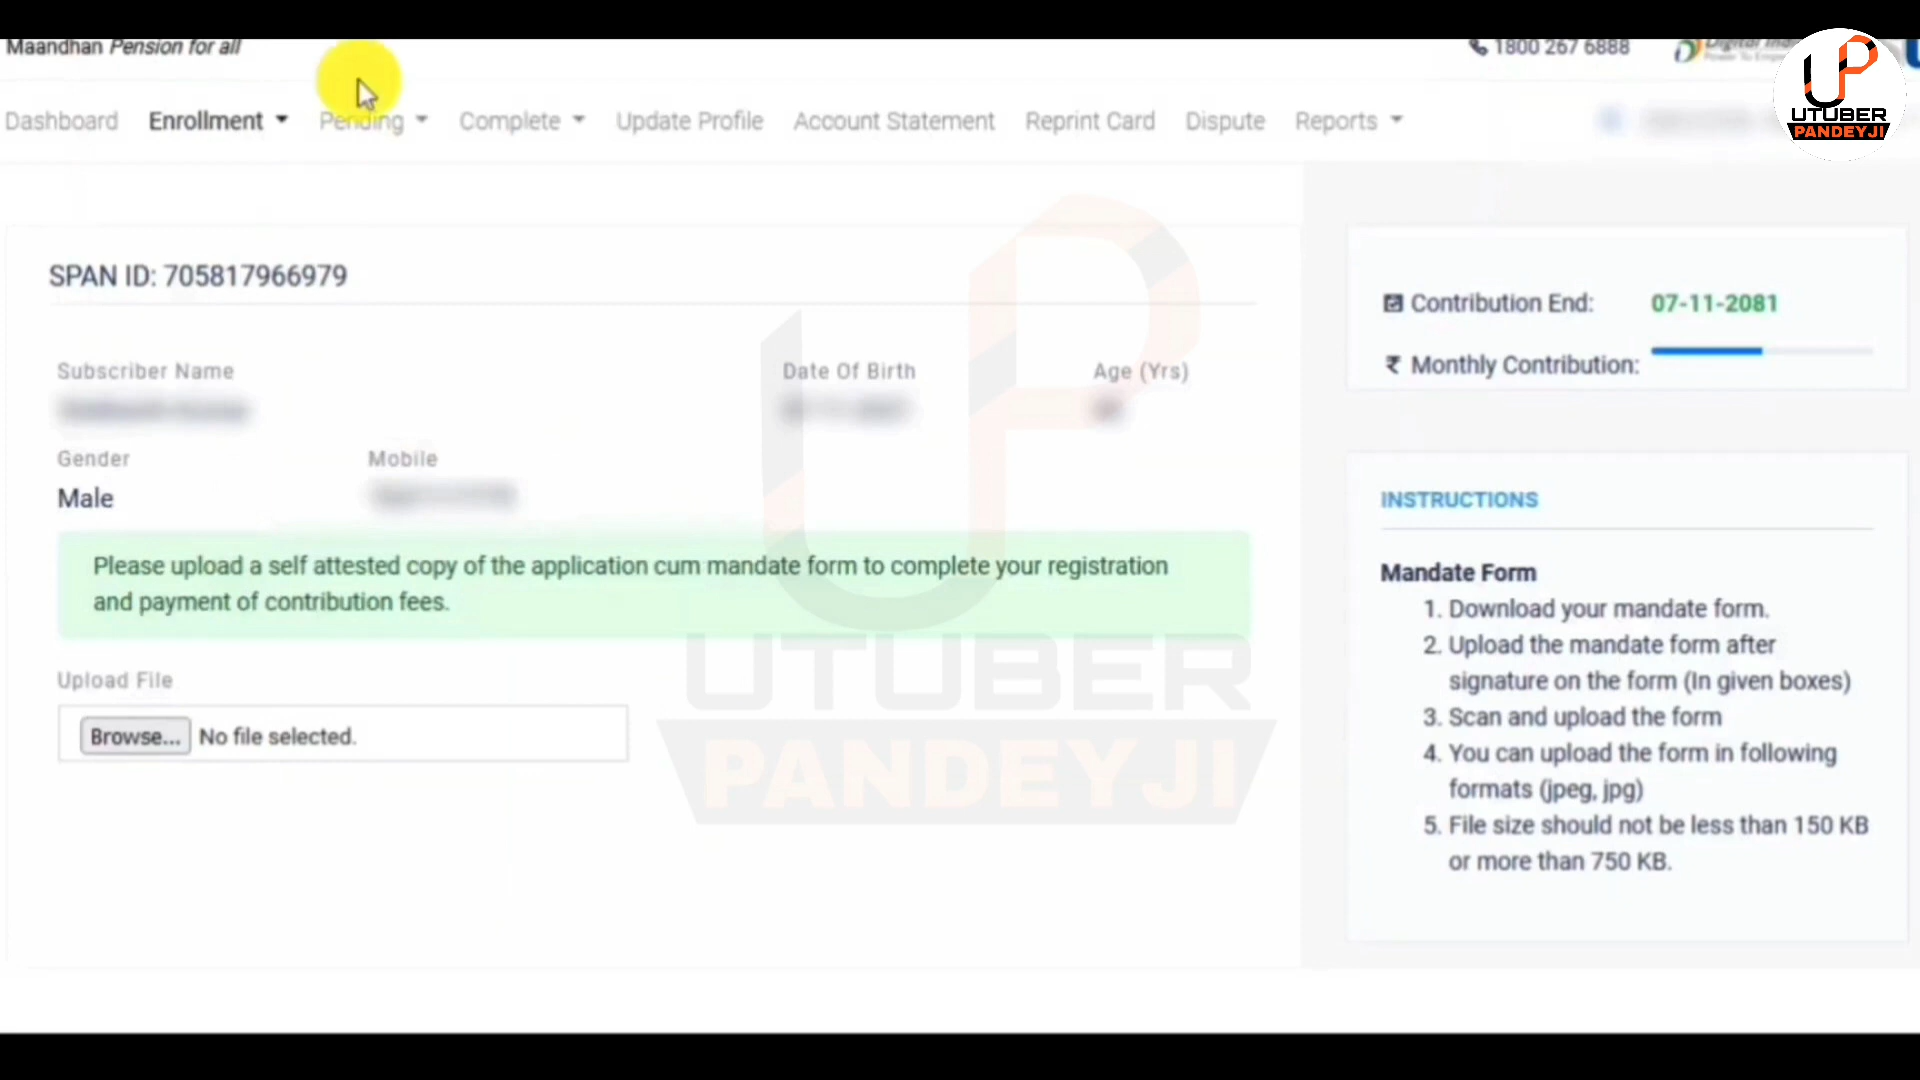 Maandhan Pension for all
1800 267 6888
Digital India
UP
UTUBER
PANDEYJI
Dashboard Enrollment Pending Complete Update Profile Account Statement Reprint Card Dispute Reports
SPAN ID: 705817966979
Subscriber Name Date Of Birth Age (Yrs)
Gender Mobile
Male
Please upload a self attested copy of the application cum mandate form to complete your registration
and payment of contribution fees.
Upload File
Browse... No file selected.
UP
UTUBER
PANDEYJI
Contribution End: 07-11-2081
₹ Monthly Contribution:
INSTRUCTIONS
Mandate Form
1. Download your mandate form.
2. Upload the mandate form after
signature on the form (In given boxes)
3. Scan and upload the form
4. You can upload the form in following
formats (jpeg, jpg)
5. File size should not be less than 150 KB
or more than 750 KB.